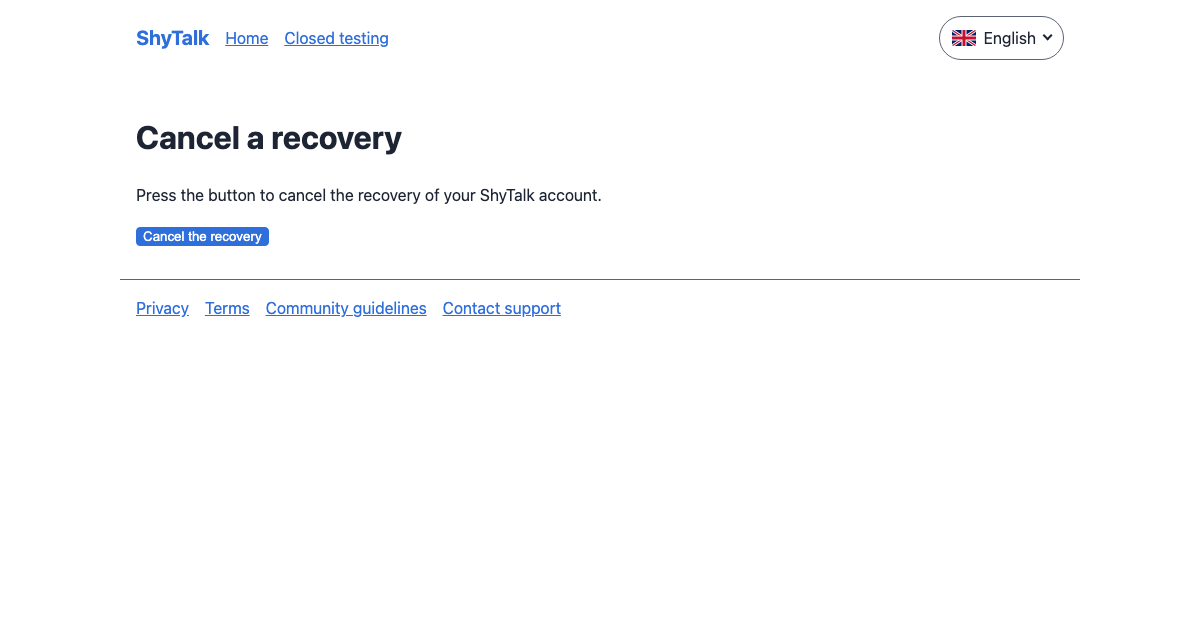 ShyTalk Home Closed testing English
Cancel a recovery
Press the button to cancel the recovery of your ShyTalk account.
Cancel the recovery
Privacy Terms Community guidelines Contact support